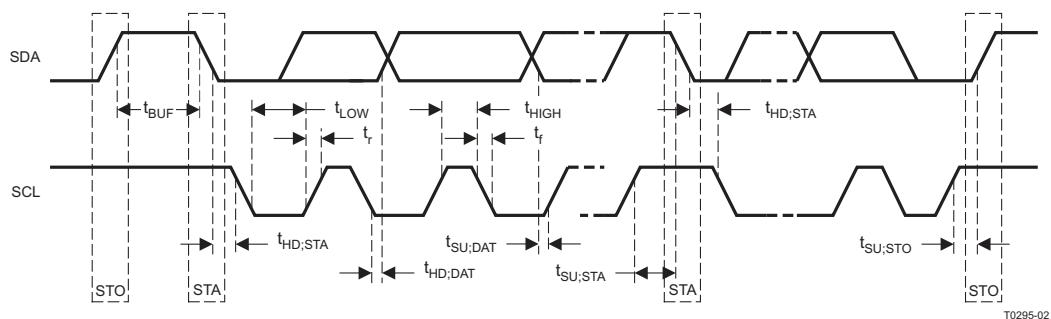 SDA
t_BUF
t_LOW
t_r
t_HIGH
t_f
t_HD;STA
SCL
t_HD;STA
t_HD;DAT
t_SU;DAT
t_SU;STA
t_SU;STO
STO
STA
STA
STO
T0295-02